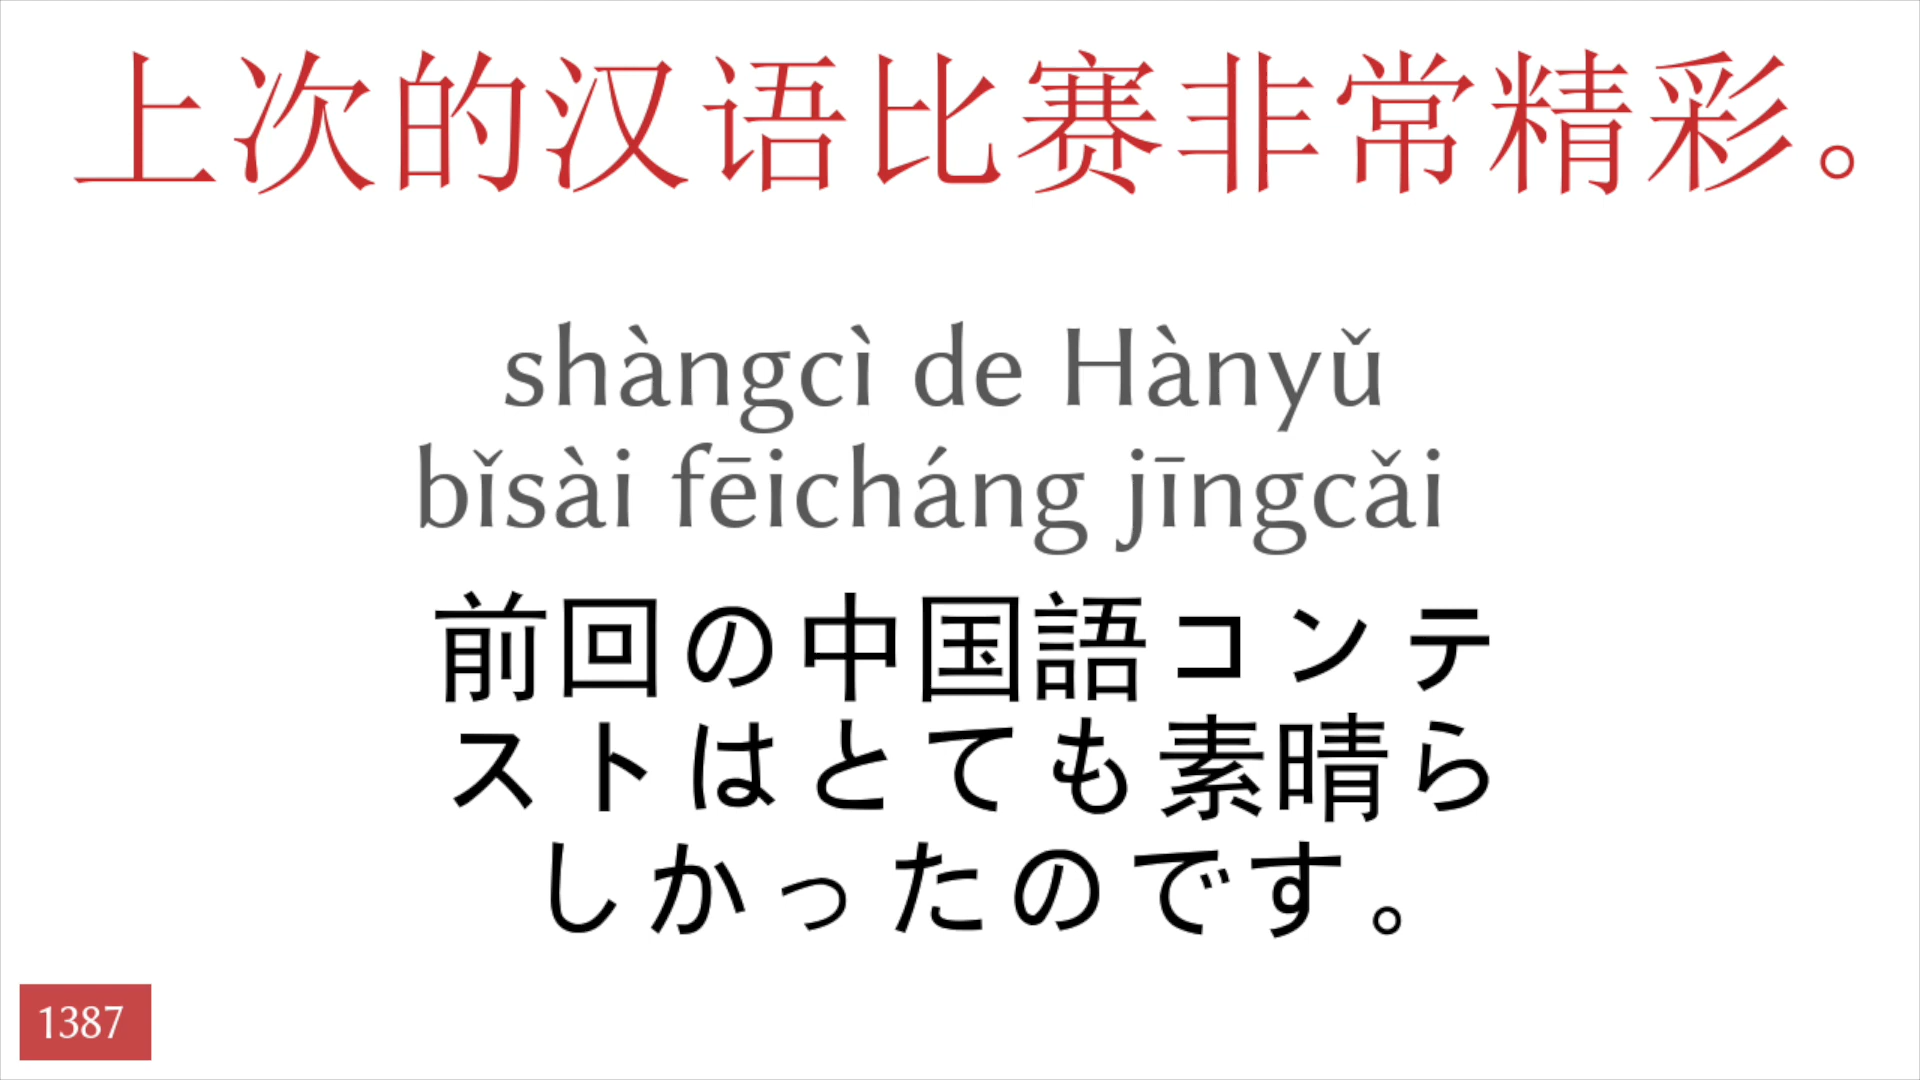 上次的汉语比赛非常精彩。
shàngcì de Hànyǔ
bǐsài fēicháng jīngcǎi
前回の中国語コンテ
ストはとても素晴ら
しかったのです。
1387